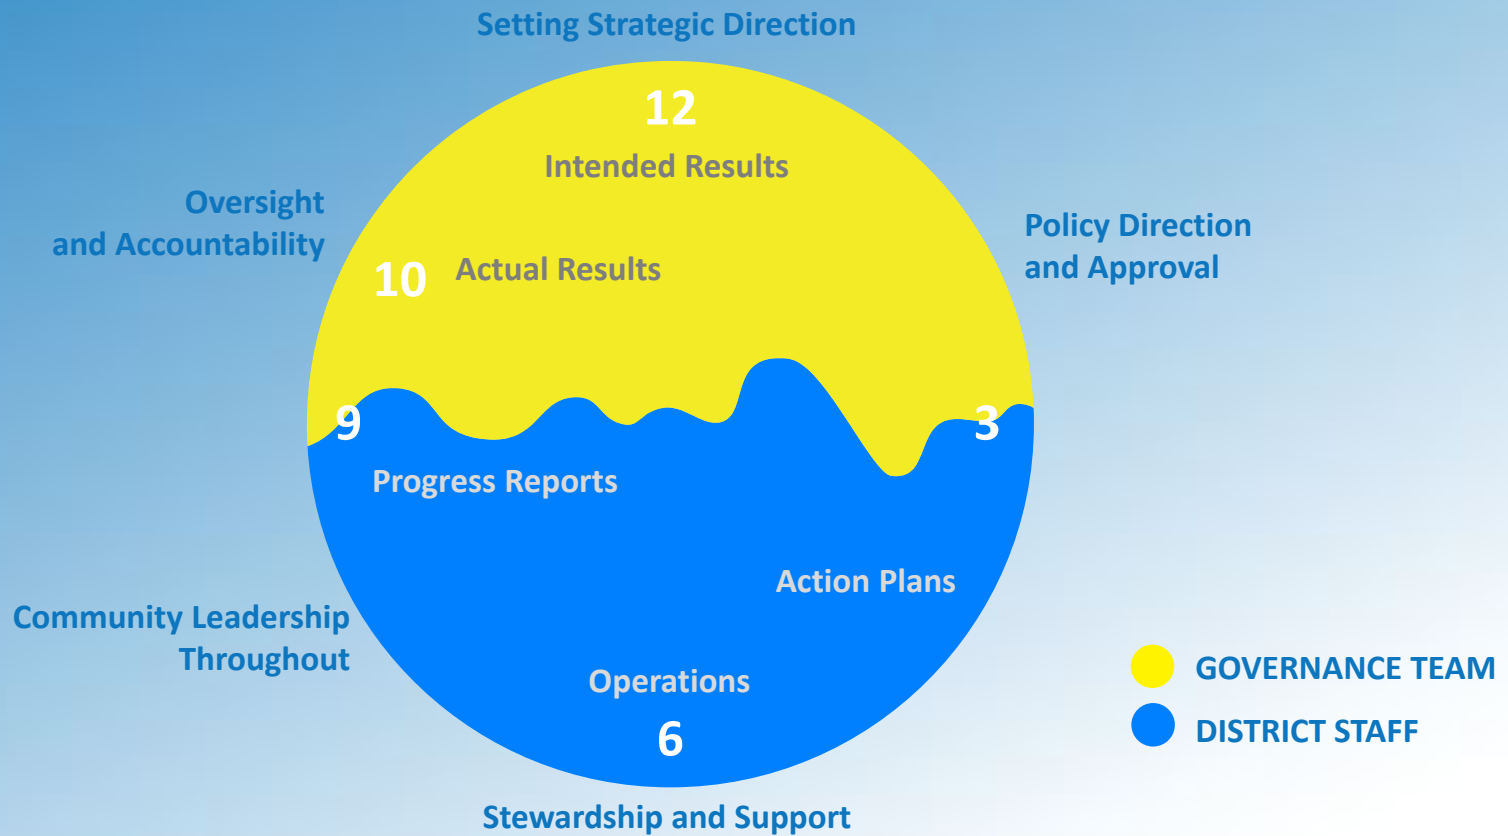 Setting Strategic Direction
12
Intended Results
Oversight
and Accountability
Policy Direction
and Approval
10
Actual Results
9
3
Progress Reports
Action Plans
Community Leadership
Throughout
Operations
6
GOVERNANCE TEAM
DISTRICT STAFF
Stewardship and Support